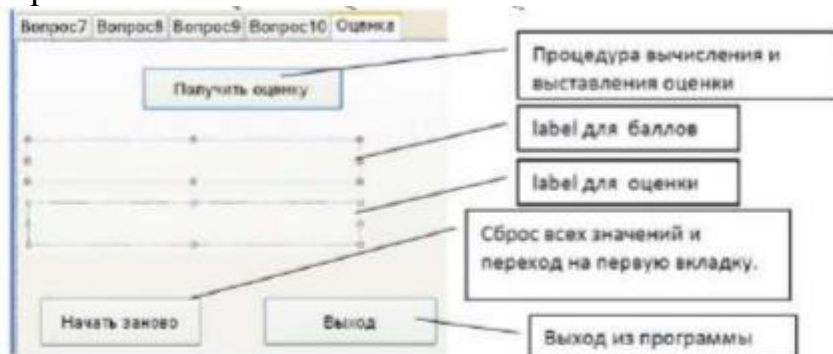 Вопрос7 Вопрос8 Вопрос9 Вопрос10 Оценка
Получить оценку
Процедура вычисления и
выставления оценки
label для баллов
label для оценки
Сброс всех значений и
переход на первую вкладку.
Начать заново
Выход
Выход из программы